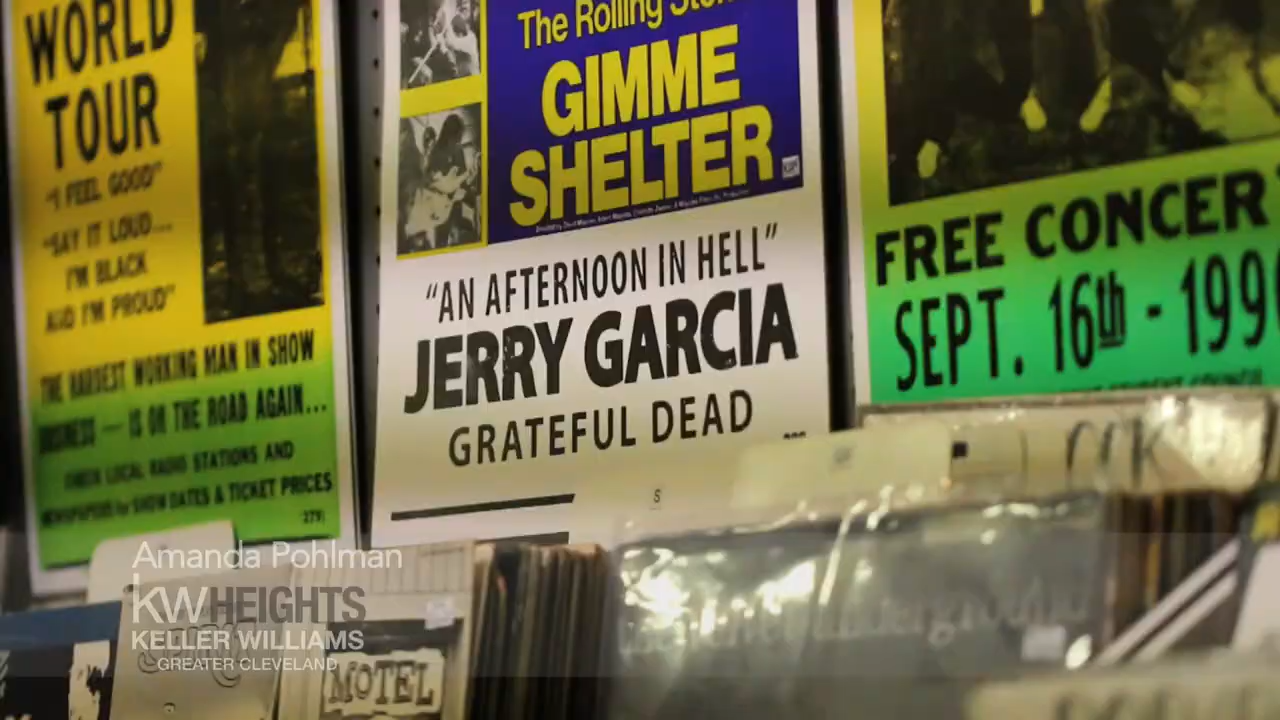 WORLD
TOUR
"I FEEL GOOD"
"SAY IT LOUD...
I'M BLACK
AND I'M PROUD"
THE HARDEST WORKING MAN IN SHOW
BUSINESS — IS ON THE ROAD AGAIN...
CHECK LOCAL RADIO STATIONS AND
NEWSPAPERS for SHOW DATES & TICKET PRICES
The Rolling
GIMME
SHELTER
"AN AFTERNOON IN HELL"
JERRY GARCIA
GRATEFUL DEAD
FREE CONCER
SEPT. 16th - 199
S
Amanda Pohlman
kwHEIGHTS
KELLER WILLIAMS
GREATER CLEVELAND
MOTEL